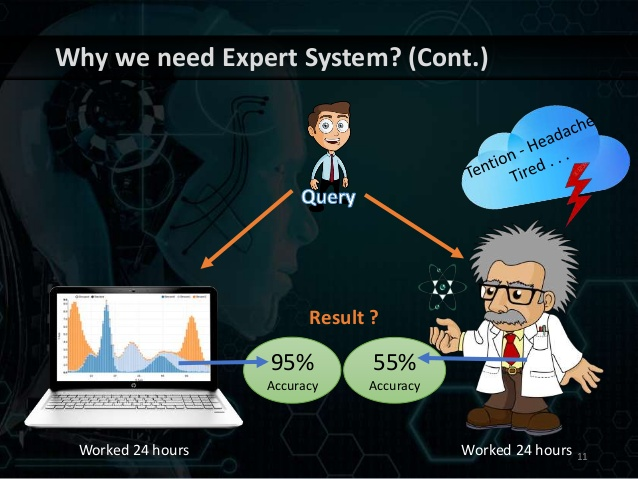 Why we need Expert System? (Cont.)
Tention - Headache
Tired . . .
Query
Result ?
95%
Accuracy
55%
Accuracy
Worked 24 hours
Worked 24 hours
11